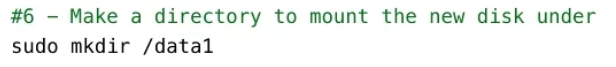 #6 – Make a directory to mount the new disk under
sudo mkdir /data1